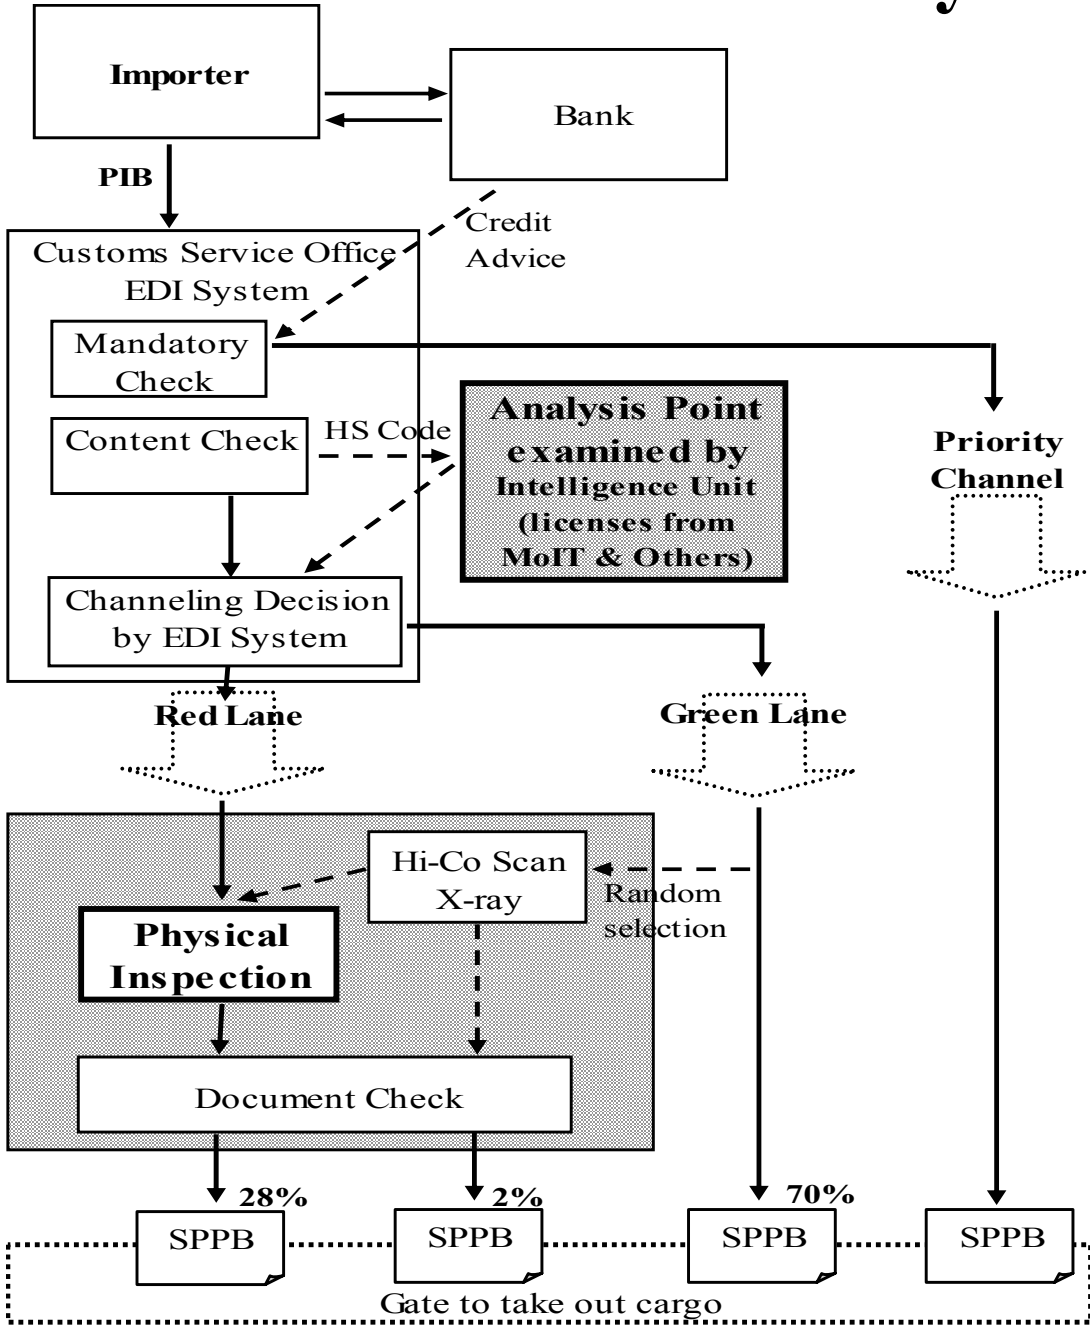 y
Importer
Bank
PIB
Credit
Advice
Customs Service Office
EDI System
Mandatory
Check
Content Check
HS Code
Analysis Point
examined by
Intelligence Unit
(licenses from
MoIT & Others)
Priority
Channel
Channeling Decision
by EDI System
Red Lane
Green Lane
Hi-Co Scan
X-ray
Random
selection
Physical
Inspection
Document Check
28%
2%
70%
SPPB
SPPB
SPPB
SPPB
Gate to take out cargo